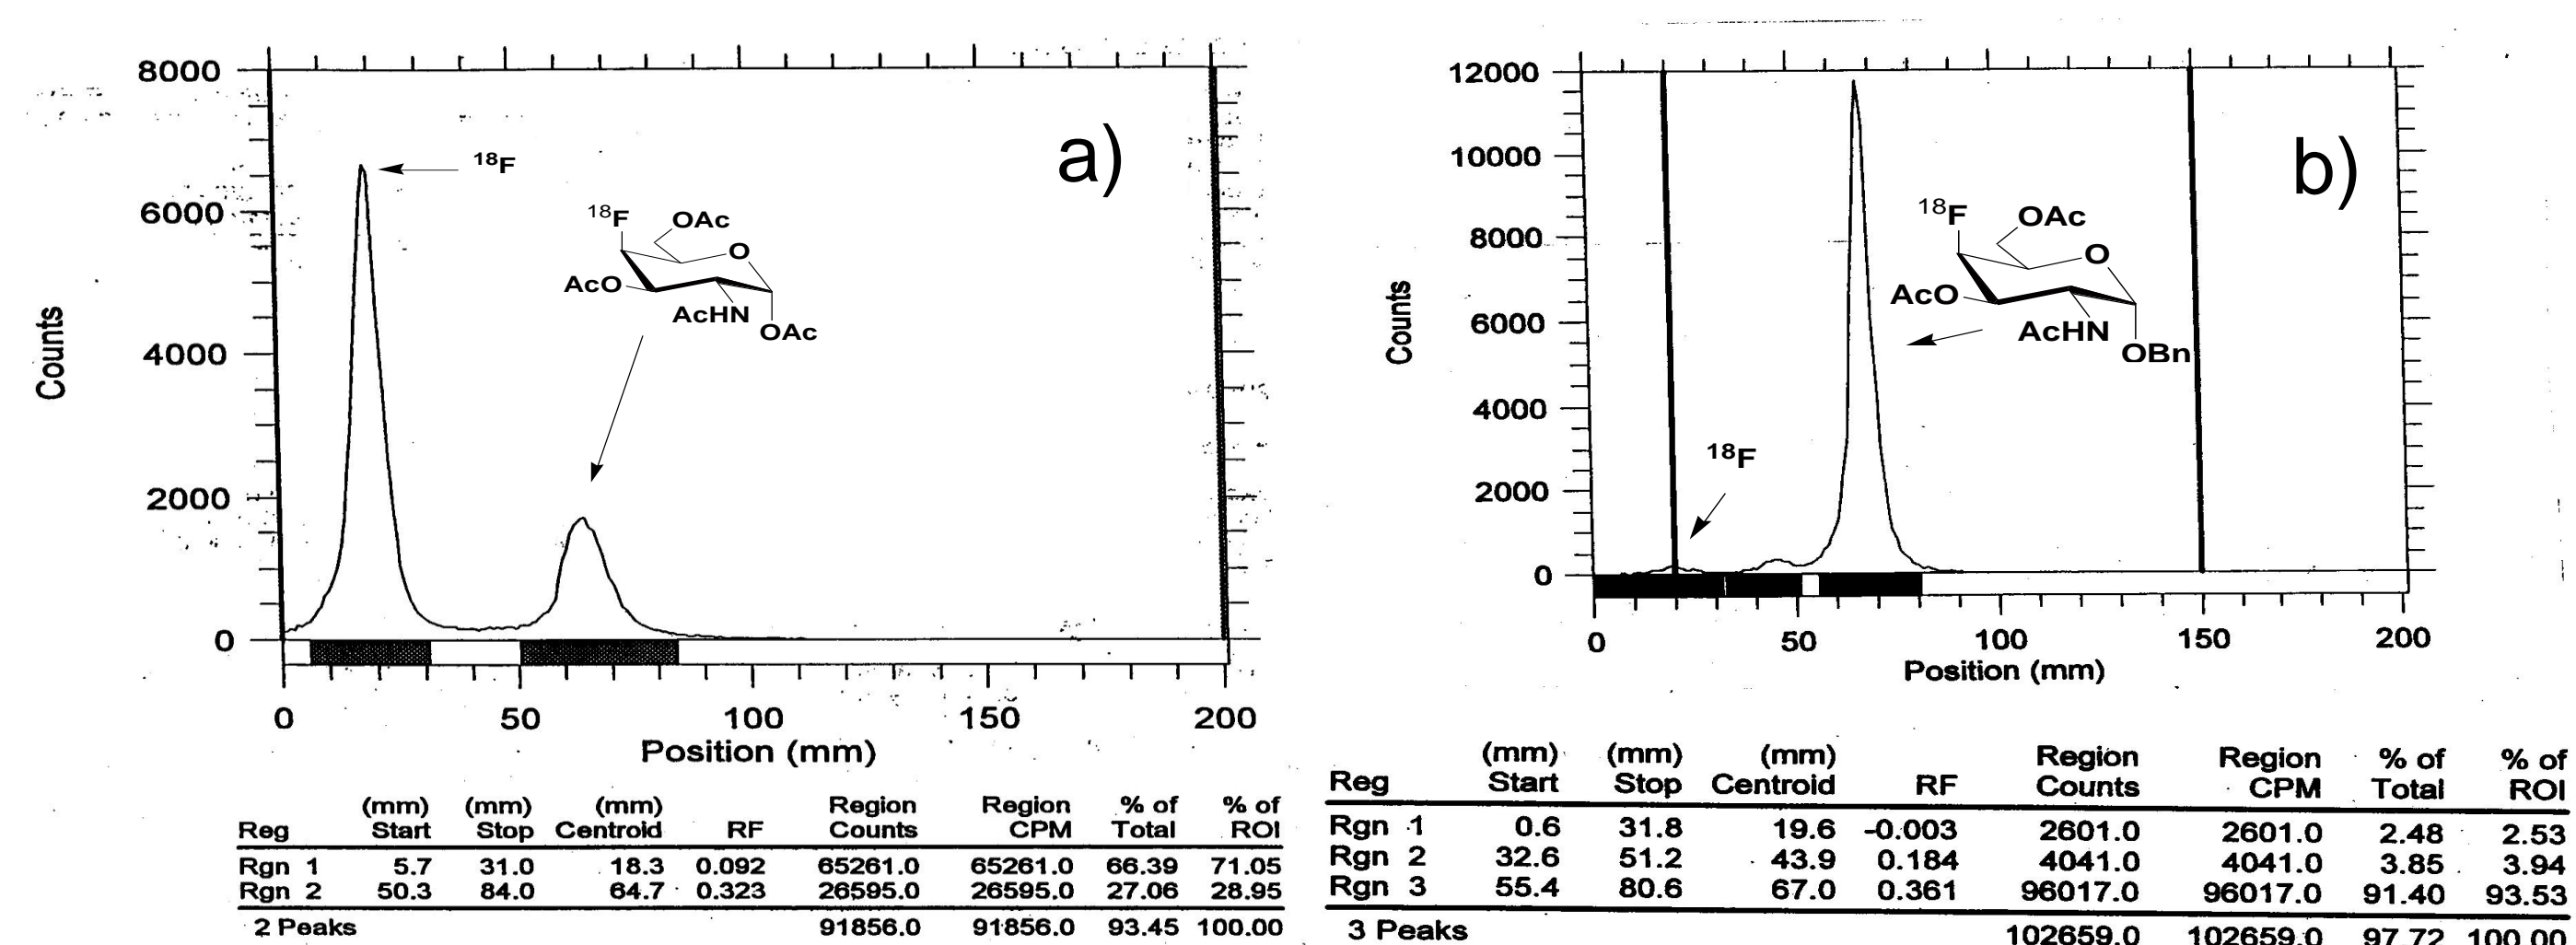 a)
8000
6000
4000
2000
0
Counts
18F
18F
OAc
O
AcO
AcHN
OAc
0 50 100 150 200
Position (mm)
(mm) (mm) (mm) Region Region % of % of
Reg Start Stop Centroid RF Counts CPM Total ROI
Rgn 1 5.7 31.0 18.3 0.092 65261.0 65261.0 66.39 71.05
Rgn 2 50.3 84.0 64.7 0.323 26595.0 26595.0 27.06 28.95
2 Peaks 91856.0 91856.0 93.45 100.00
b)
12000
10000
8000
6000
4000
2000
0
Counts
18F
OAc
O
AcO
AcHN
OBn
18F
0 50 100 150 200
Position (mm)
(mm) (mm) (mm) Region Region % of % of
Reg Start Stop Centroid RF Counts CPM Total ROI
Rgn 1 0.6 31.8 19.6 -0.003 2601.0 2601.0 2.48 2.53
Rgn 2 32.6 51.2 43.9 0.184 4041.0 4041.0 3.85 3.94
Rgn 3 55.4 80.6 67.0 0.361 96017.0 96017.0 91.40 93.53
3 Peaks 102659.0 102659.0 97.72 100.00